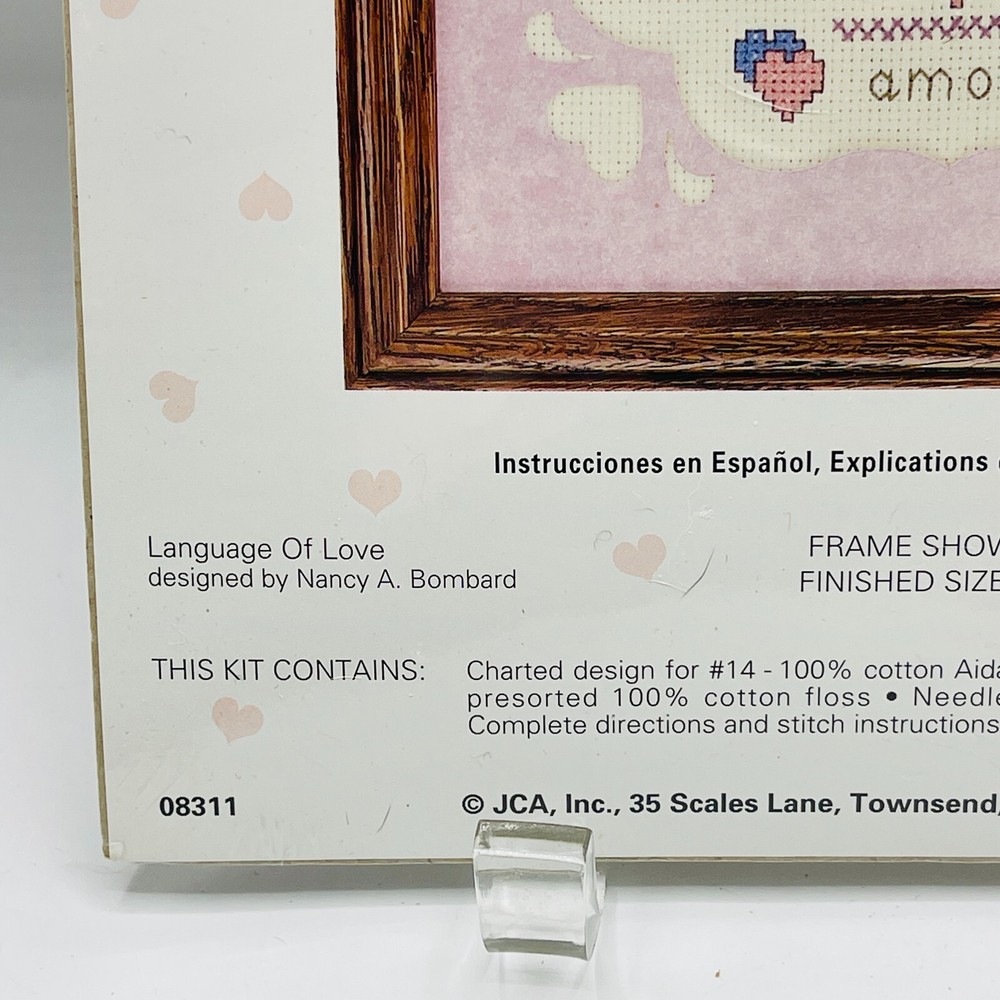 amo
Instrucciones en Español, Explications
Language Of Love
designed by Nancy A. Bombard
FRAME SHOW
FINISHED SIZE
THIS KIT CONTAINS:
Charted design for #14 - 100% cotton Aida
presorted 100% cotton floss • Needle
Complete directions and stitch instructions
08311
© JCA, Inc., 35 Scales Lane, Townsend,